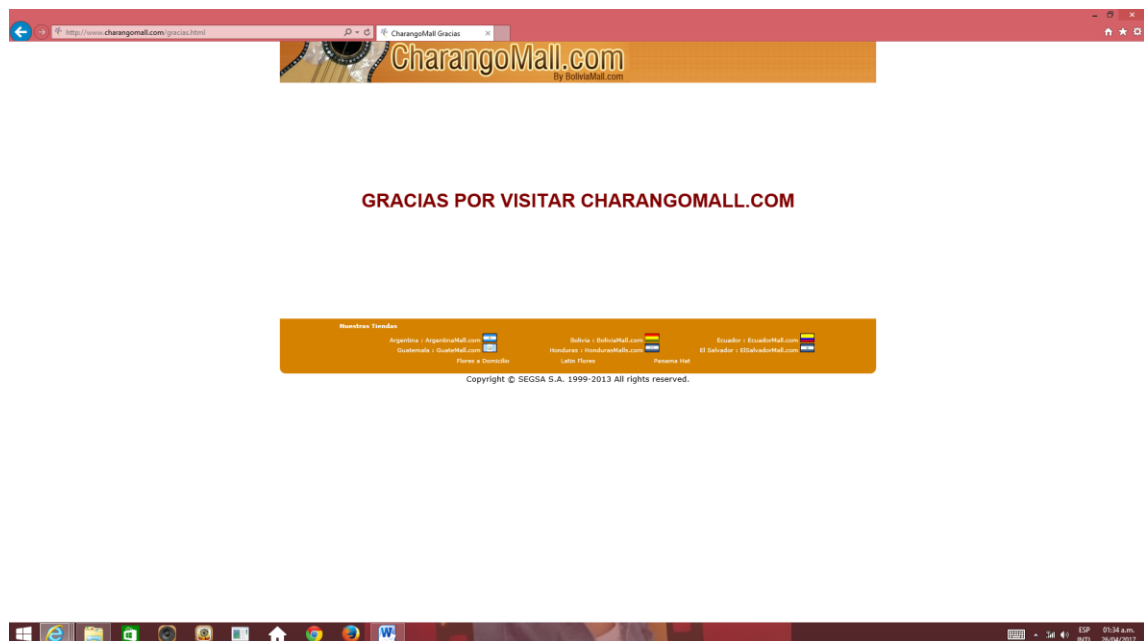 http://www.charangomall.com/gracias.html
CharangoMall Gracias
CharangoMall.com
By BoliviaMall.com
GRACIAS POR VISITAR CHARANGOMALL.COM
Nuestras Tiendas
Argentina : ArgentinaMall.com Bolivia : BoliviaMall.com Ecuador : EcuadorMall.com
Guatemala : GuateMall.com Honduras : HondurasMalls.com El Salvador : ElSalvadorMall.com
Flores a Domicilio Latin Flores Panama Hat
Copyright © SEGSA S.A. 1999-2013 All rights reserved.
ESP 01:34 a.m.
INTL